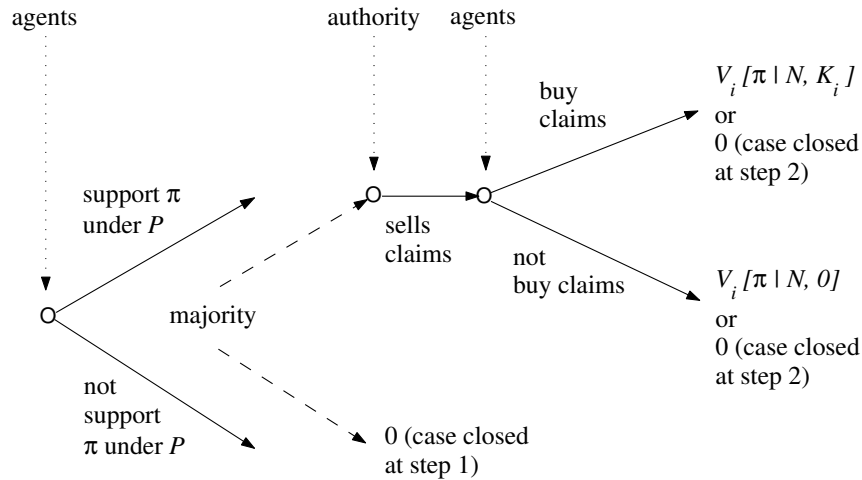 agents
authority
agents
buy
claims
V_i [π | N, K_i ]
or
0 (case closed
at step 2)
support π
under P
sells
claims
not
buy claims
V_i [π | N, 0]
or
0 (case closed
at step 2)
majority
not
support
π under P
0 (case closed
at step 1)